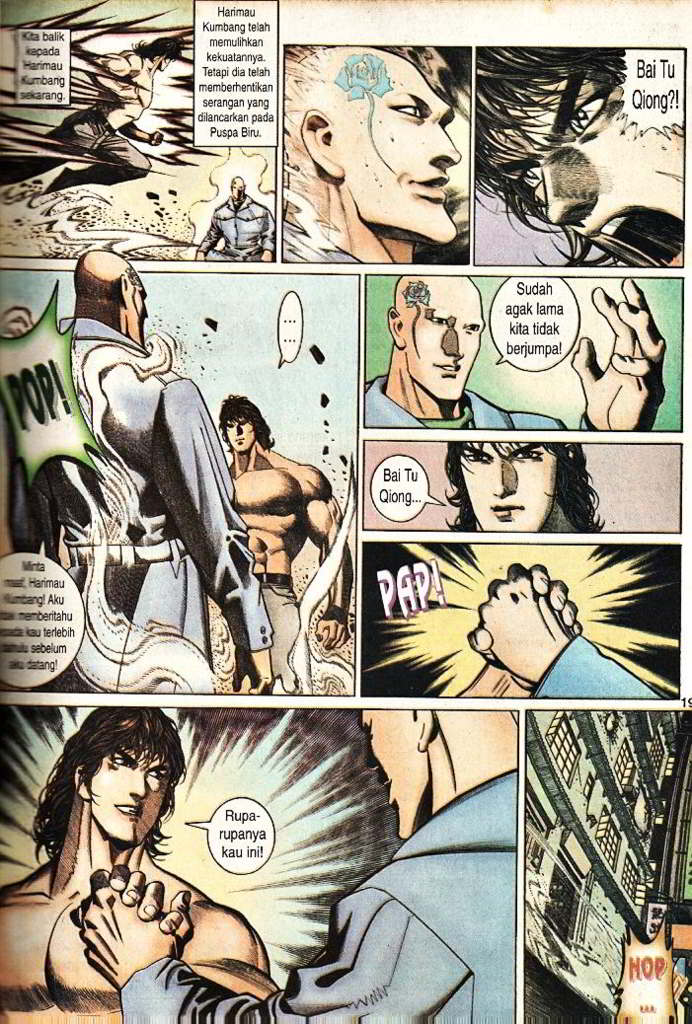 Kita balik
kepada
Harimau
Kumbang
sekarang.
Harimau
Kumbang telah
memulihkan
kekuatannya.
Tetapi dia telah
memberhentikan
serangan yang
dilancarkan pada
Puspa Biru.
Bai Tu
Qiong?!
POP!
...
...
Minta
maaf, Harimau
Kumbang! Aku
tidak memberitahu
kepada kau terlebih
dahulu sebelum
aku datang!
Sudah
agak lama
kita tidak
berjumpa!
Bai Tu
Qiong...
PAP!
19
Rupa-
rupanya
kau ini!
HOP
...